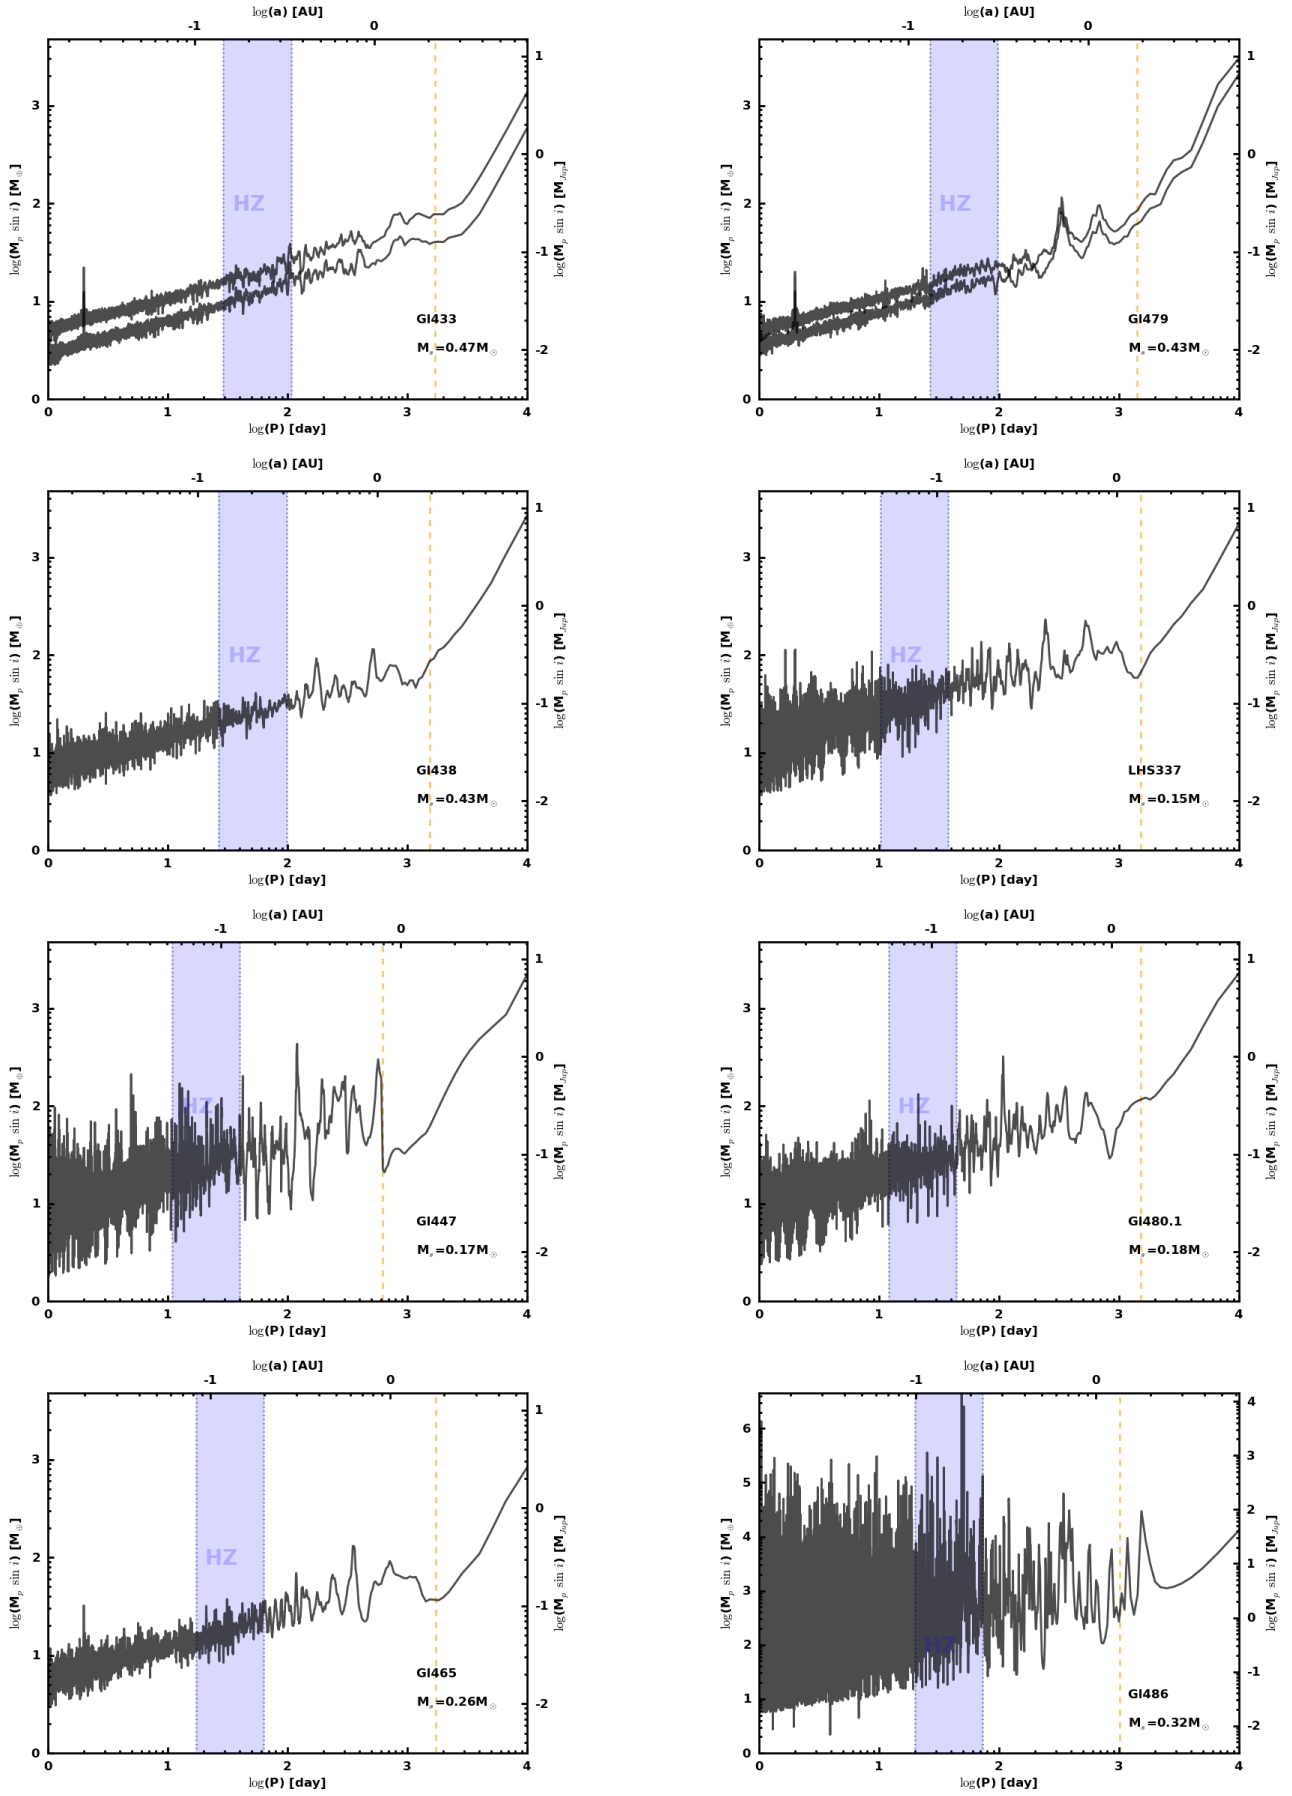 log(a) [AU]
-1 0
log(M_p sin i) [M_⊕]
3
2
1
0
1
0
-1
-2
log(M_p sin i) [M_Jup]
HZ
Gl433
M_*=0.47M_☉
0 1 2 3 4
log(P) [day]
log(a) [AU]
-1 0
log(M_p sin i) [M_⊕]
3
2
1
0
1
0
-1
-2
log(M_p sin i) [M_Jup]
HZ
Gl479
M_*=0.43M_☉
0 1 2 3 4
log(P) [day]
log(a) [AU]
-1 0
log(M_p sin i) [M_⊕]
3
2
1
0
1
0
-1
-2
log(M_p sin i) [M_Jup]
HZ
Gl438
M_*=0.43M_☉
0 1 2 3 4
log(P) [day]
log(a) [AU]
-1 0
log(M_p sin i) [M_⊕]
3
2
1
0
1
0
-1
-2
log(M_p sin i) [M_Jup]
HZ
LHS337
M_*=0.15M_☉
0 1 2 3 4
log(P) [day]
log(a) [AU]
-1 0
log(M_p sin i) [M_⊕]
3
2
1
0
1
0
-1
-2
log(M_p sin i) [M_Jup]
HZ
Gl447
M_*=0.17M_☉
0 1 2 3 4
log(P) [day]
log(a) [AU]
-1 0
log(M_p sin i) [M_⊕]
3
2
1
0
1
0
-1
-2
log(M_p sin i) [M_Jup]
HZ
Gl480.1
M_*=0.18M_☉
0 1 2 3 4
log(P) [day]
log(a) [AU]
-1 0
log(M_p sin i) [M_⊕]
3
2
1
0
1
0
-1
-2
log(M_p sin i) [M_Jup]
HZ
Gl465
M_*=0.26M_☉
0 1 2 3 4
log(P) [day]
log(a) [AU]
-1 0
log(M_p sin i) [M_⊕]
6
5
4
3
2
1
0
4
3
2
1
0
-1
-2
log(M_p sin i) [M_Jup]
HZ
Gl486
M_*=0.32M_☉
0 1 2 3 4
log(P) [day]